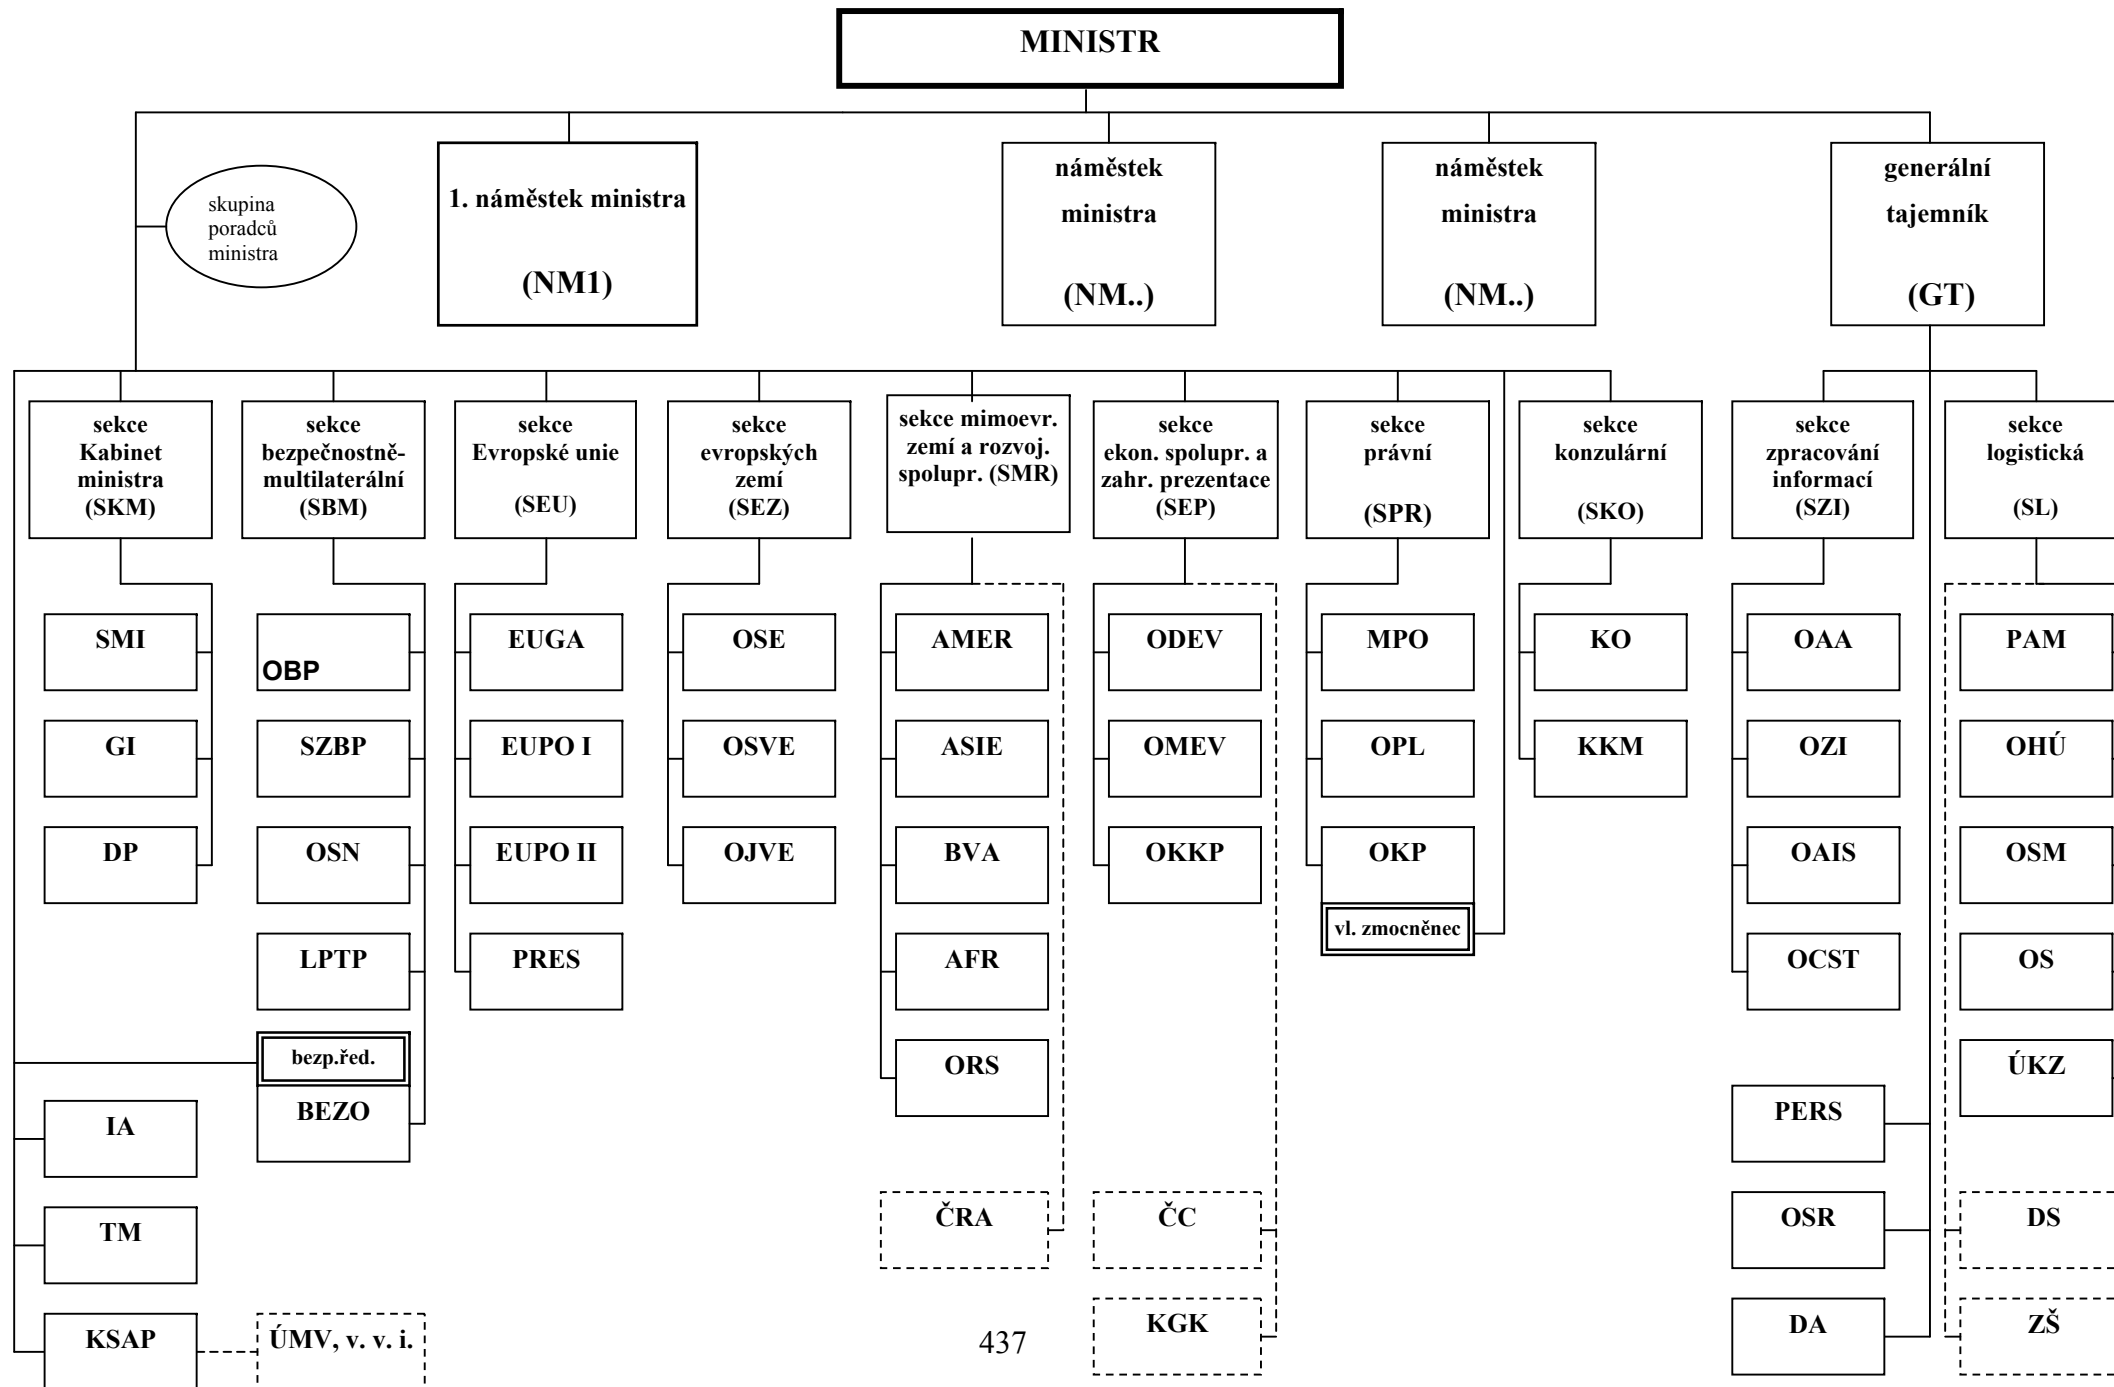 MINISTR
skupina
poradců
ministra
1. náměstek ministra
(NM1)
náměstek
ministra
(NM..)
náměstek
ministra
(NM..)
generální
tajemník
(GT)
sekce
Kabinet
ministra
(SKM)
sekce
bezpečnostně-
multilaterální
(SBM)
sekce
Evropské unie
(SEU)
sekce
evropských
zemí
(SEZ)
sekce mimoevr.
zemí a rozvoj.
spolupr. (SMR)
sekce
ekon. spolupr. a
zahr. prezentace
(SEP)
sekce
právní
(SPR)
sekce
konzulární
(SKO)
sekce
zpracování
informací
(SZI)
sekce
logistická
(SL)
SMI
OBP
EUGA
OSE
AMER
ODEV
MPO
KO
OAA
PAM
GI
SZBP
EUPO I
OSVE
ASIE
OMEV
OPL
KKM
OZI
OHÚ
DP
OSN
EUPO II
OJVE
BVA
OKKP
OKP
OAIS
OSM
vl. zmocněnec
LPTP
PRES
AFR
OCST
OS
bezp.řed.
BEZO
ORS
ÚKZ
IA
PERS
TM
ČRA
ČC
OSR
DS
KSAP
ÚMV, v. v. i.
KGK
DA
ZŠ
437